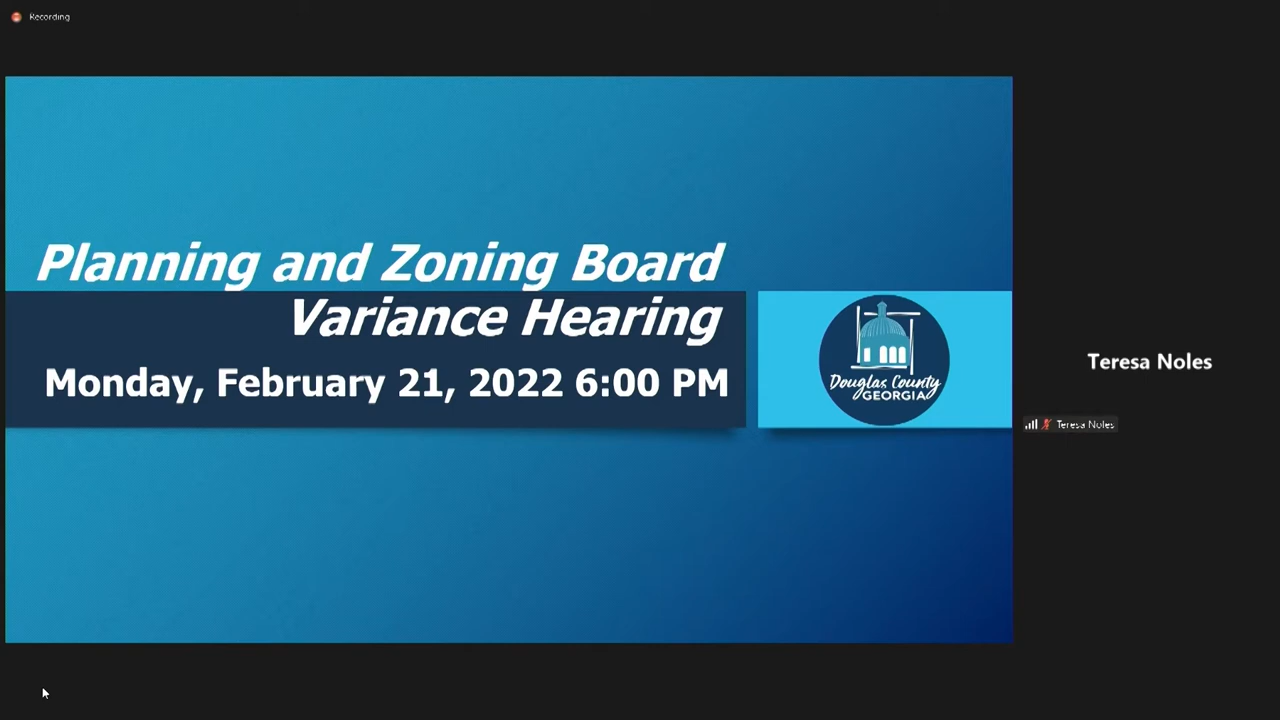 Recording
Planning and Zoning Board
Variance Hearing
Monday, February 21, 2022 6:00 PM
Douglas County
GEORGIA
Teresa Noles
Teresa Noles